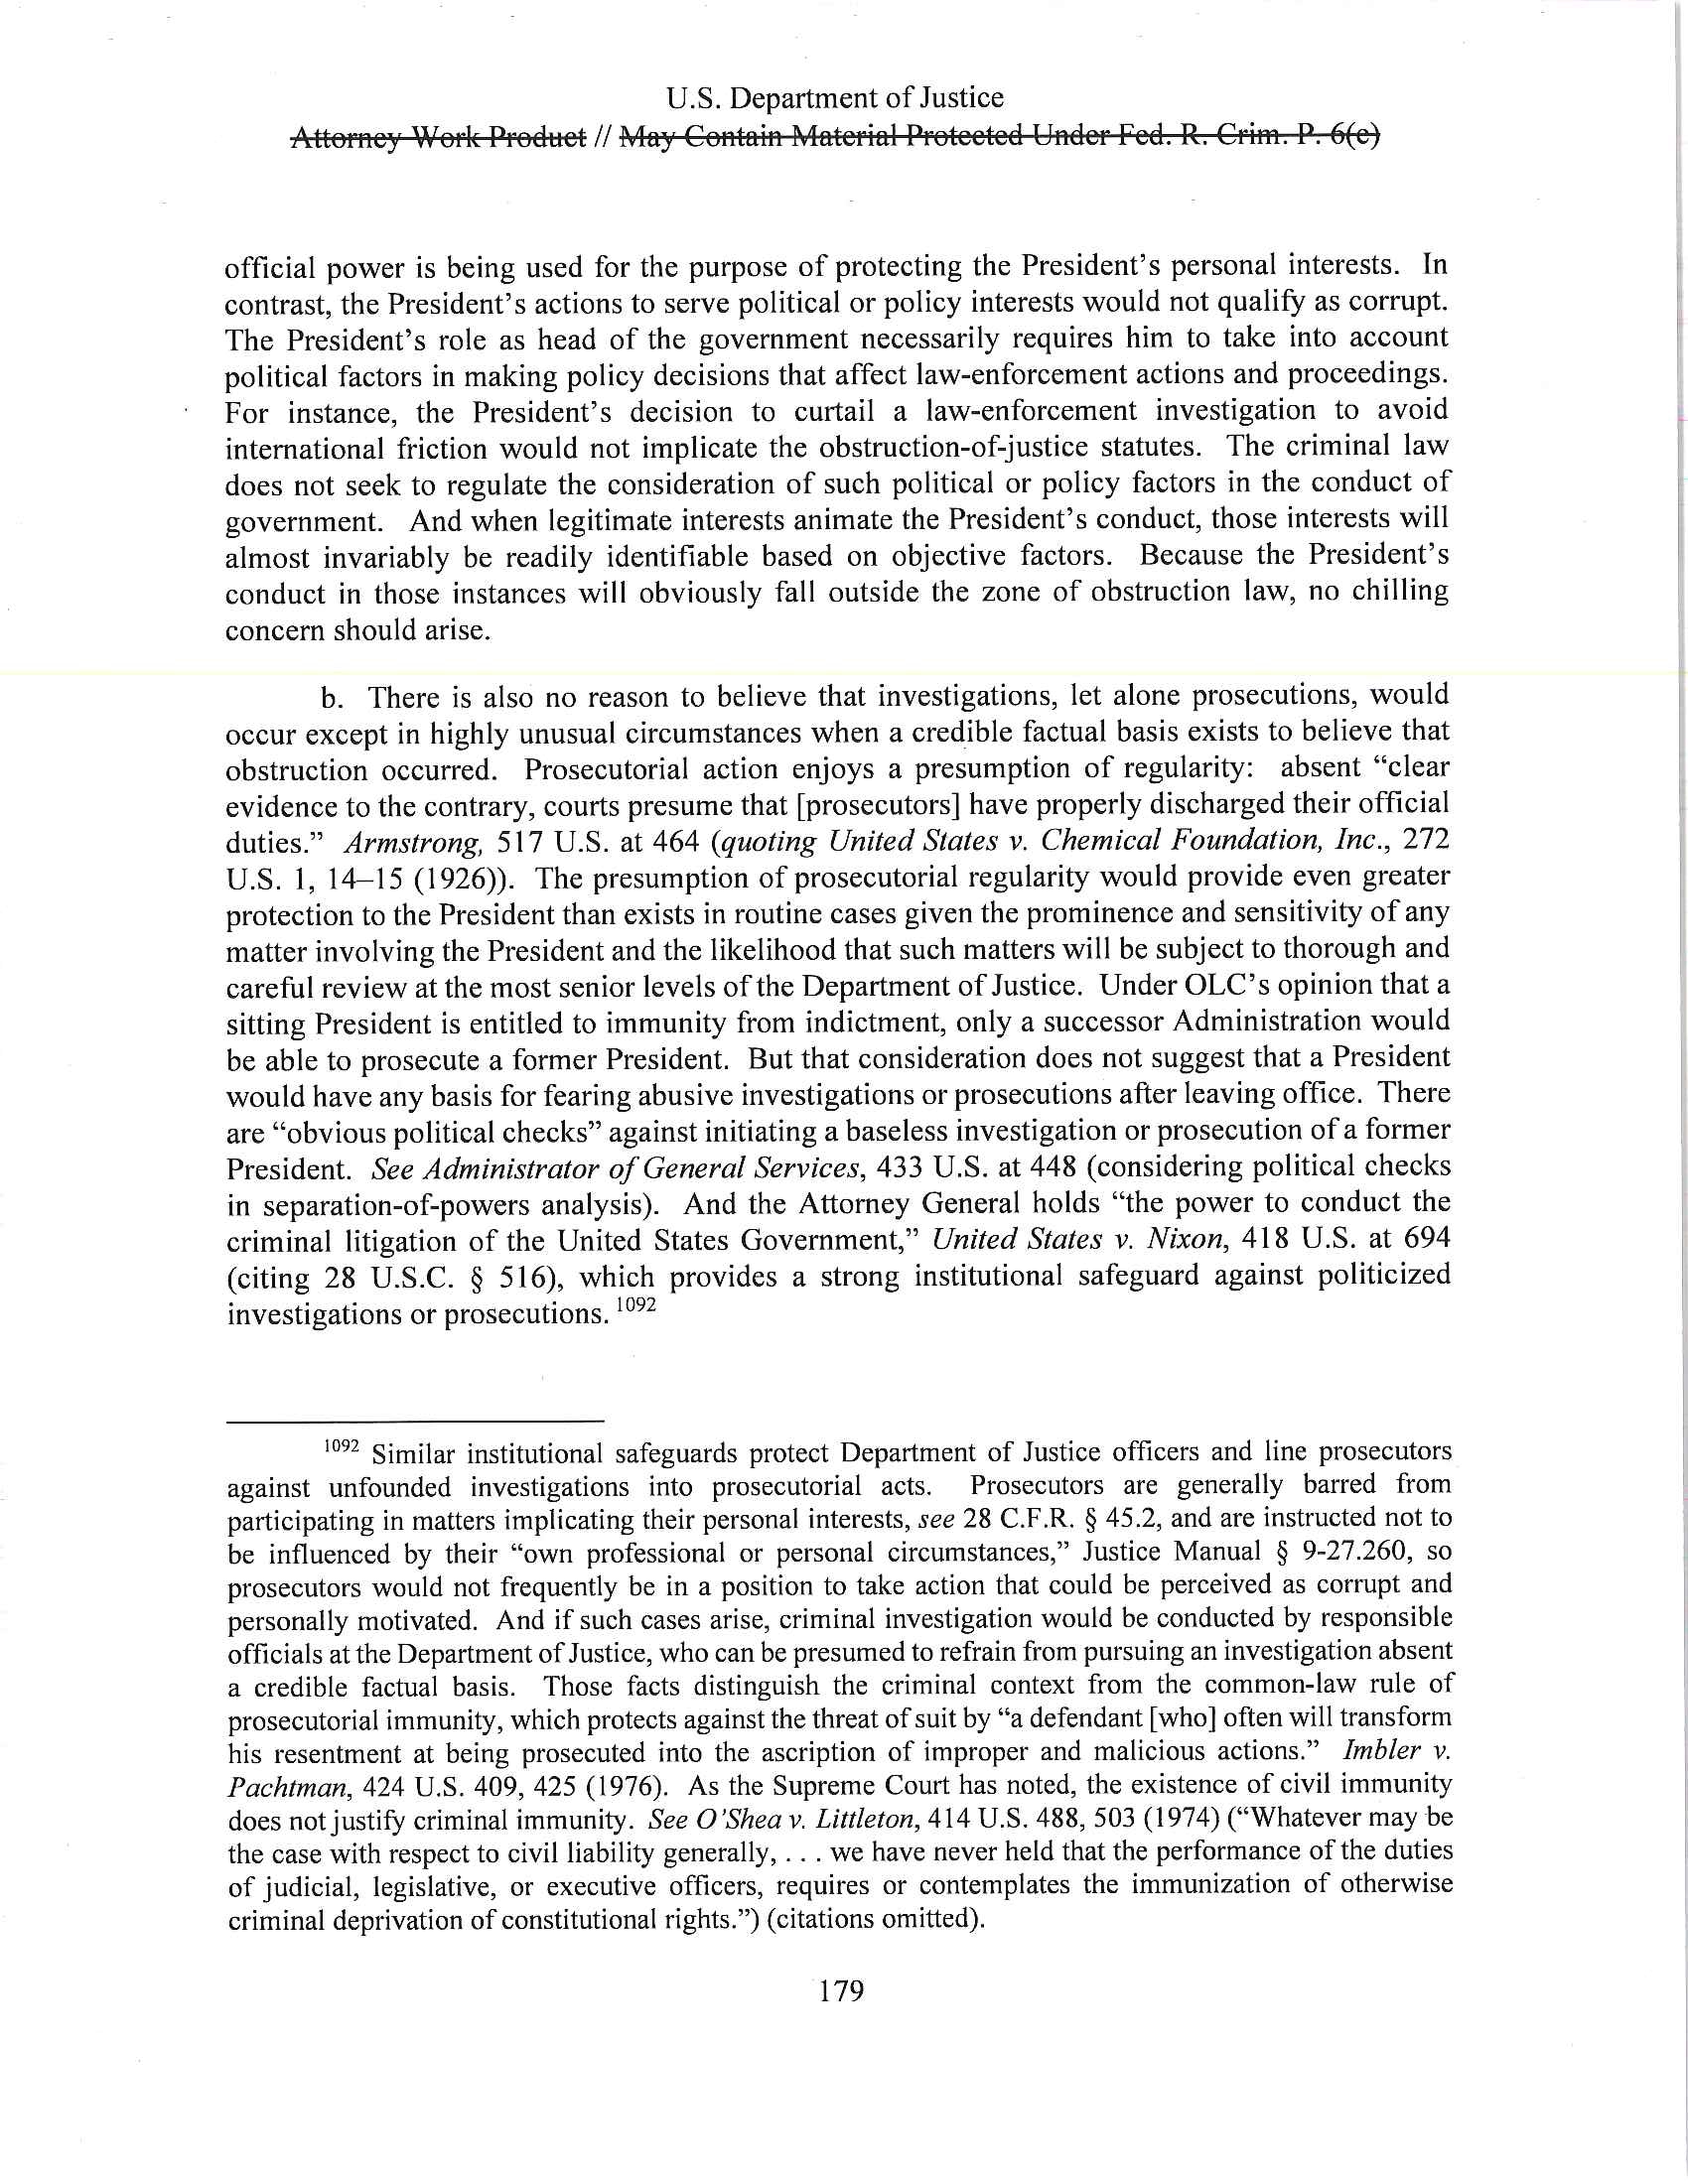 U.S. Department of Justice
Attorney Work Product // May Contain Material Protected Under Fed. R. Crim. P. 6(e)
official power is being used for the purpose of protecting the President's personal interests. In
contrast, the President's actions to serve political or policy interests would not qualify as corrupt.
The President's role as head of the government necessarily requires him to take into account
political factors in making policy decisions that affect law-enforcement actions and proceedings.
For instance, the President's decision to curtail a law-enforcement investigation to avoid
international friction would not implicate the obstruction-of-justice statutes. The criminal law
does not seek to regulate the consideration of such political or policy factors in the conduct of
government. And when legitimate interests animate the President's conduct, those interests will
almost invariably be readily identifiable based on objective factors. Because the President's
conduct in those instances will obviously fall outside the zone of obstruction law, no chilling
concern should arise.
b. There is also no reason to believe that investigations, let alone prosecutions, would
occur except in highly unusual circumstances when a credible factual basis exists to believe that
obstruction occurred. Prosecutorial action enjoys a presumption of regularity: absent “clear
evidence to the contrary, courts presume that [prosecutors] have properly discharged their official
duties.” Armstrong, 517 U.S. at 464 (quoting United States v. Chemical Foundation, Inc., 272
U.S. 1, 14–15 (1926)). The presumption of prosecutorial regularity would provide even greater
protection to the President than exists in routine cases given the prominence and sensitivity of any
matter involving the President and the likelihood that such matters will be subject to thorough and
careful review at the most senior levels of the Department of Justice. Under OLC's opinion that a
sitting President is entitled to immunity from indictment, only a successor Administration would
be able to prosecute a former President. But that consideration does not suggest that a President
would have any basis for fearing abusive investigations or prosecutions after leaving office. There
are “obvious political checks” against initiating a baseless investigation or prosecution of a former
President. See Administrator of General Services, 433 U.S. at 448 (considering political checks
in separation-of-powers analysis). And the Attorney General holds “the power to conduct the
criminal litigation of the United States Government,” United States v. Nixon, 418 U.S. at 694
(citing 28 U.S.C. § 516), which provides a strong institutional safeguard against politicized
investigations or prosecutions. 1092
1092 Similar institutional safeguards protect Department of Justice officers and line prosecutors
against unfounded investigations into prosecutorial acts. Prosecutors are generally barred from
participating in matters implicating their personal interests, see 28 C.F.R. § 45.2, and are instructed not to
be influenced by their “own professional or personal circumstances,” Justice Manual § 9-27.260, so
prosecutors would not frequently be in a position to take action that could be perceived as corrupt and
personally motivated. And if such cases arise, criminal investigation would be conducted by responsible
officials at the Department of Justice, who can be presumed to refrain from pursuing an investigation absent
a credible factual basis. Those facts distinguish the criminal context from the common-law rule of
prosecutorial immunity, which protects against the threat of suit by “a defendant [who] often will transform
his resentment at being prosecuted into the ascription of improper and malicious actions.” Imbler v.
Pachtman, 424 U.S. 409, 425 (1976). As the Supreme Court has noted, the existence of civil immunity
does not justify criminal immunity. See O'Shea v. Littleton, 414 U.S. 488, 503 (1974) (“Whatever may be
the case with respect to civil liability generally, . . . we have never held that the performance of the duties
of judicial, legislative, or executive officers, requires or contemplates the immunization of otherwise
criminal deprivation of constitutional rights.”) (citations omitted).
179